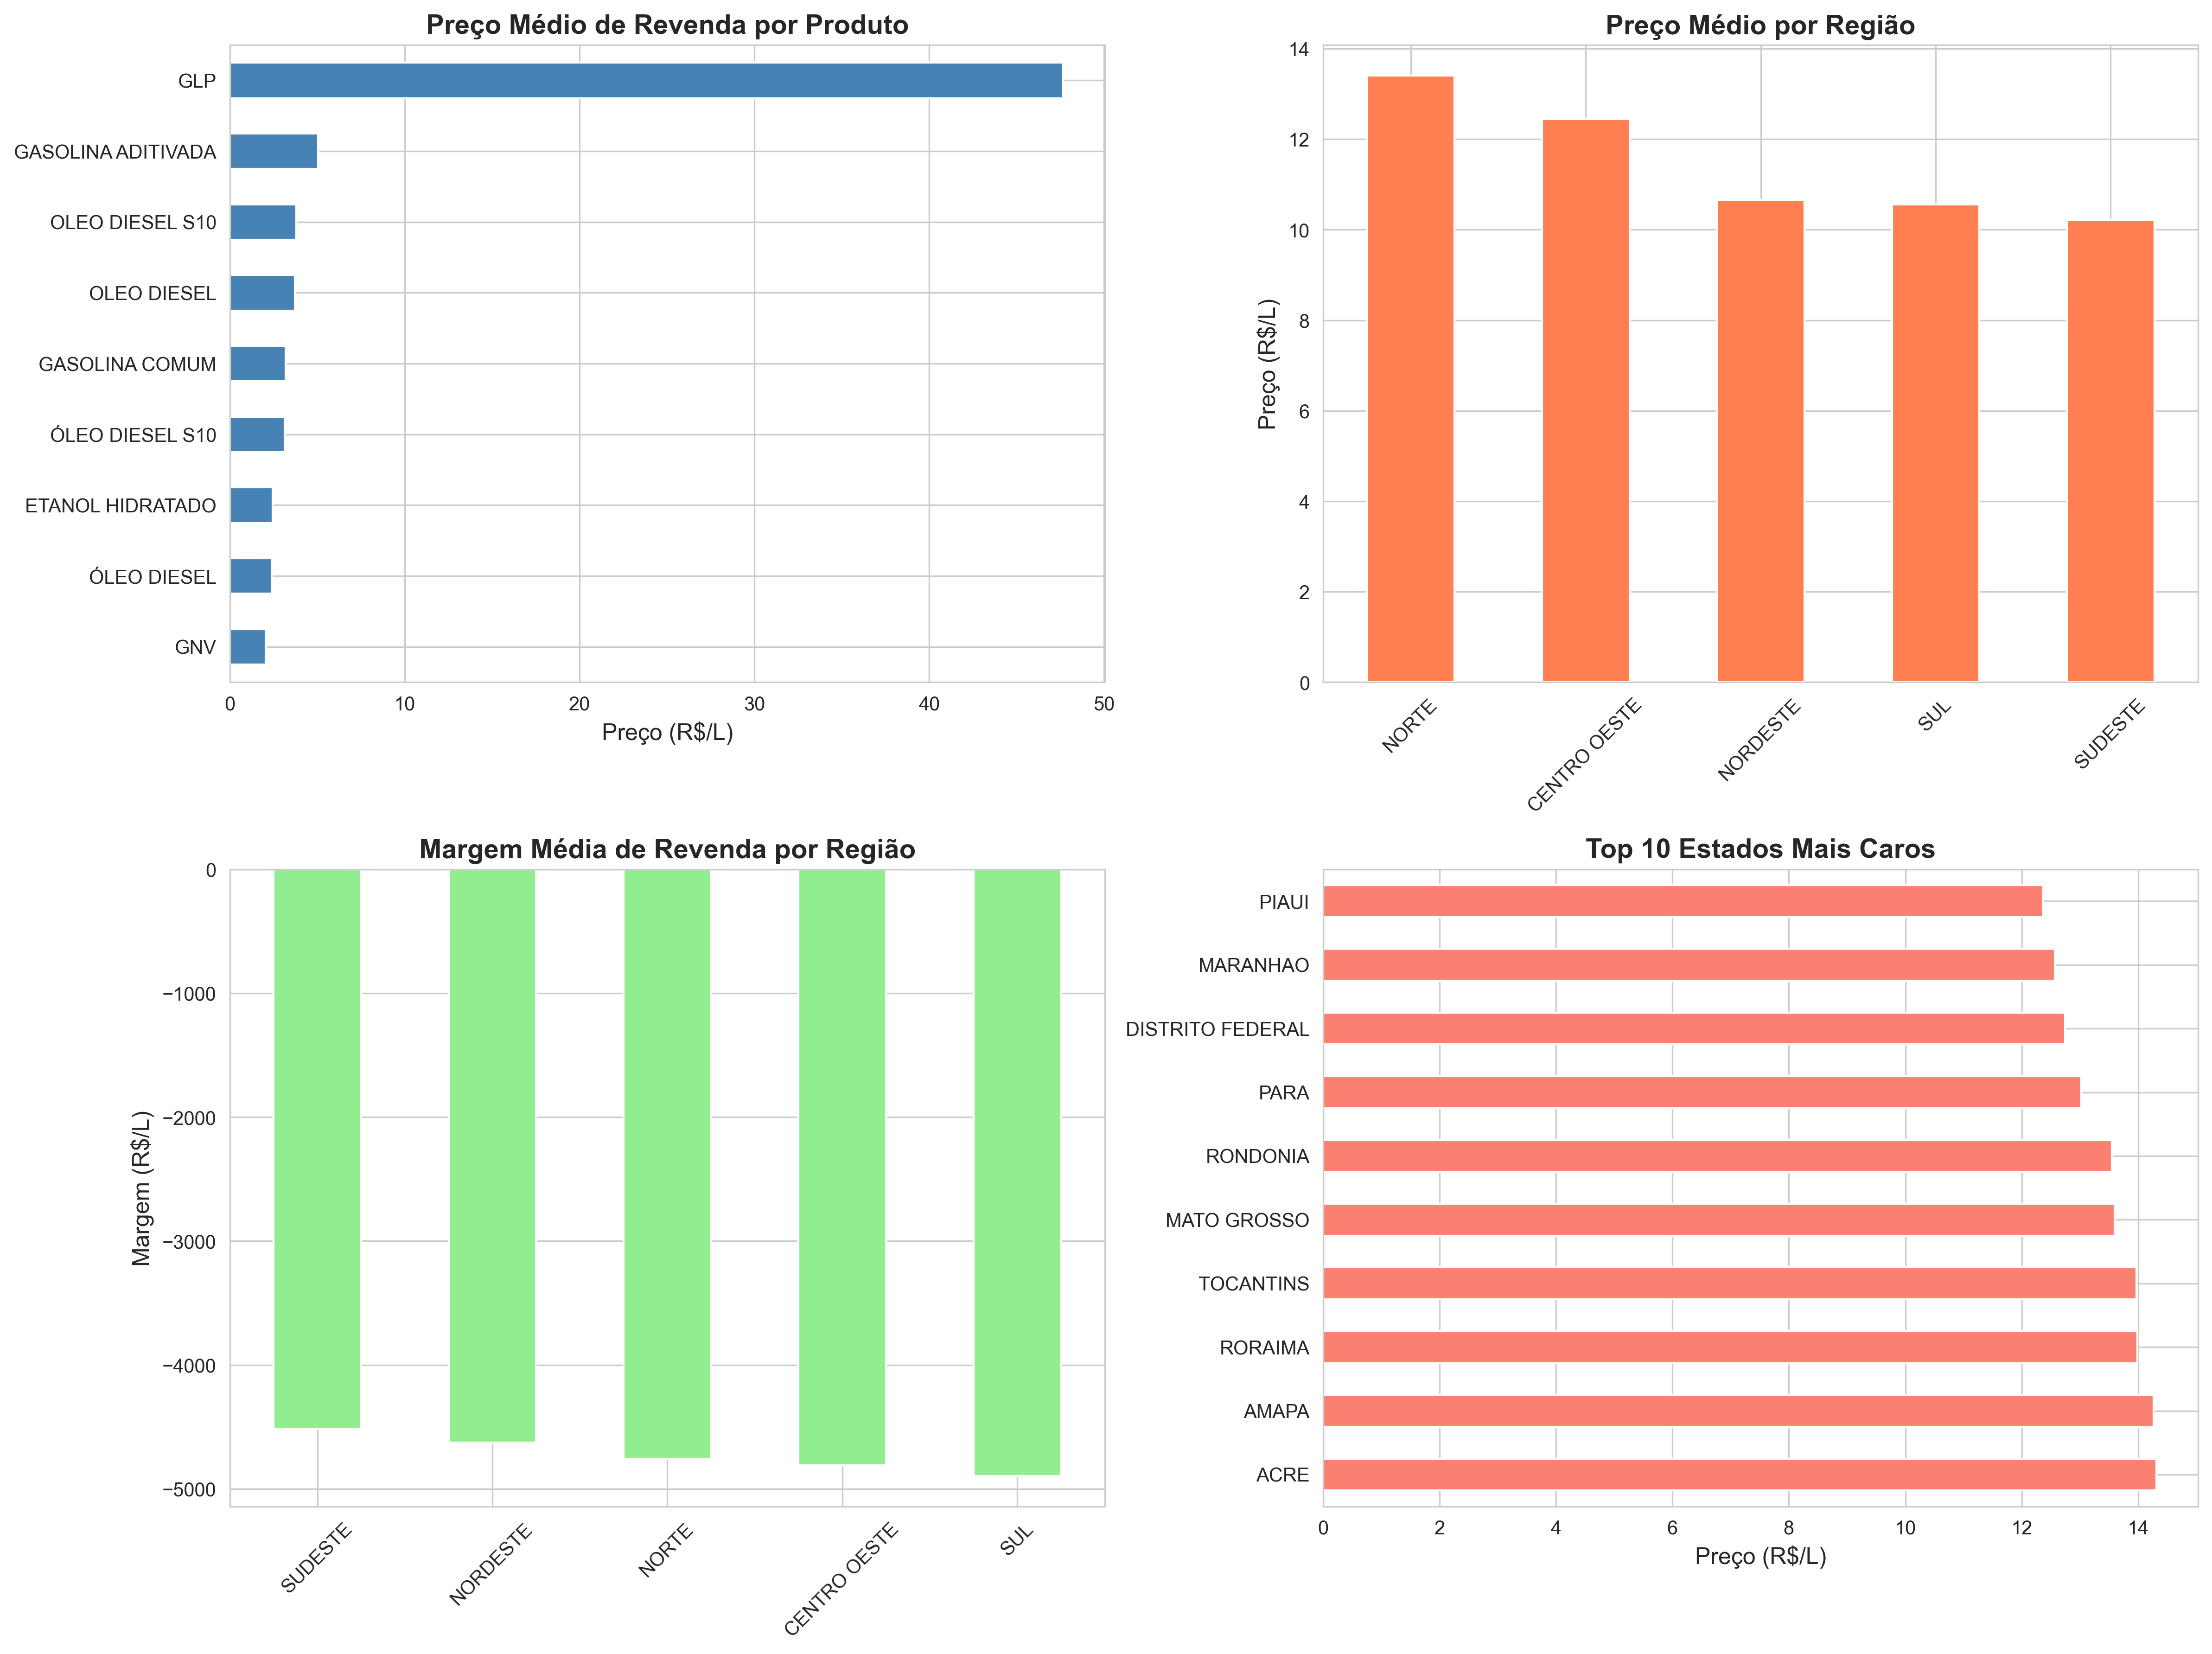 Preço Médio de Revenda por Produto
GLP
GASOLINA ADITIVADA
OLEO DIESEL S10
OLEO DIESEL
GASOLINA COMUM
ÓLEO DIESEL S10
ETANOL HIDRATADO
ÓLEO DIESEL
GNV
0 10 20 30 40 50
Preço (R$/L)
Preço Médio por Região
Preço (R$/L)
14
12
10
8
6
4
2
0
NORTE
CENTRO OESTE
NORDESTE
SUL
SUDESTE
Margem Média de Revenda por Região
Margem (R$/L)
0
−1000
−2000
−3000
−4000
−5000
SUDESTE
NORDESTE
NORTE
CENTRO OESTE
SUL
Top 10 Estados Mais Caros
PIAUI
MARANHAO
DISTRITO FEDERAL
PARA
RONDONIA
MATO GROSSO
TOCANTINS
RORAIMA
AMAPA
ACRE
0 2 4 6 8 10 12 14
Preço (R$/L)